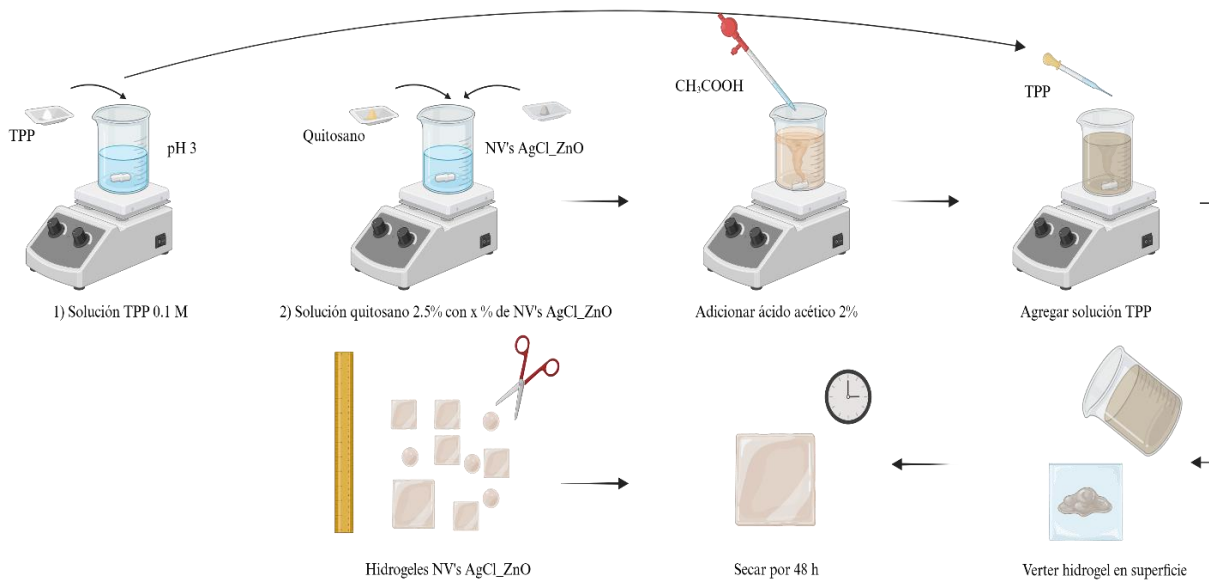 TPP
pH 3
1) Solución TPP 0.1 M
Quitosano
NV's AgCl_ZnO
2) Solución quitosano 2.5% con x % de NV's AgCl_ZnO
CH₃COOH
Adicionar ácido acético 2%
TPP
Agregar solución TPP
Hidrogeles NV's AgCl_ZnO
Secar por 48 h
Verter hidrogel en superficie